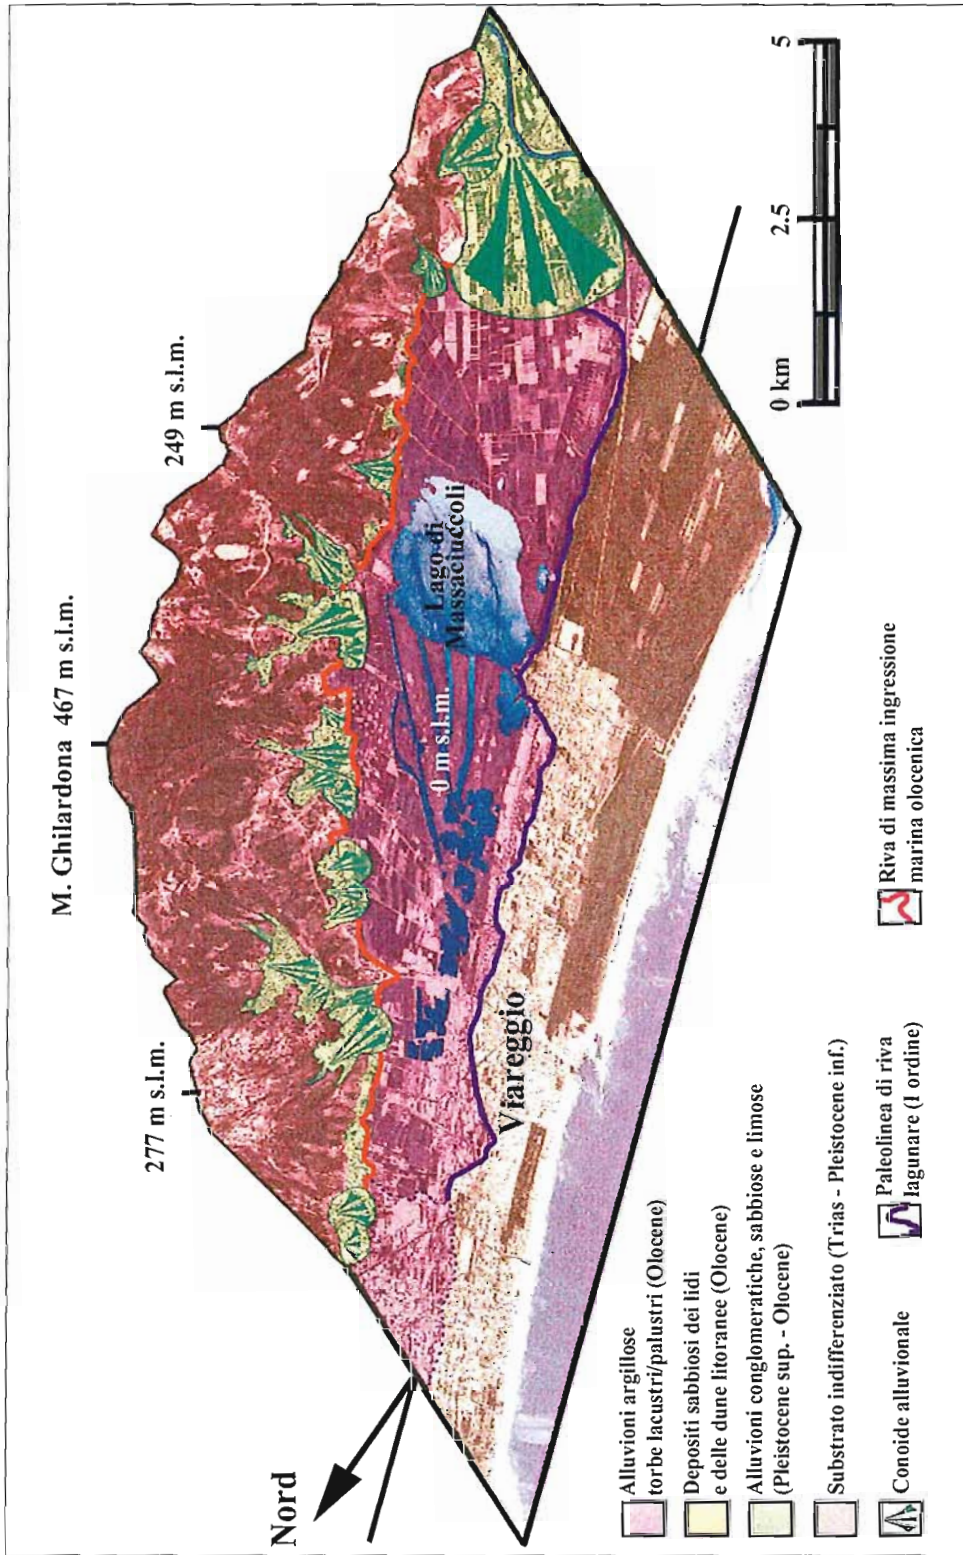 M. Ghilardona 467 m s.l.m.
277 m s.l.m.
249 m s.l.m.
Nord
Viareggio
0 m s.l.m.
Lago di
Massaciuccoli
0 km
2.5
5
Alluvioni argillose
torbe lacustri/palustri (Olocene)
Depositi sabbiosi dei lidi
e delle dune litoranee (Olocene)
Alluvioni conglomeratiche, sabbiose e limose
(Pleistocene sup. - Olocene)
Substrato indifferenziato (Trias - Pleistocene inf.)
Conoide alluvionale
Paleolinea di riva
lagunare (I ordine)
Riva di massima ingressione
marina olocenica